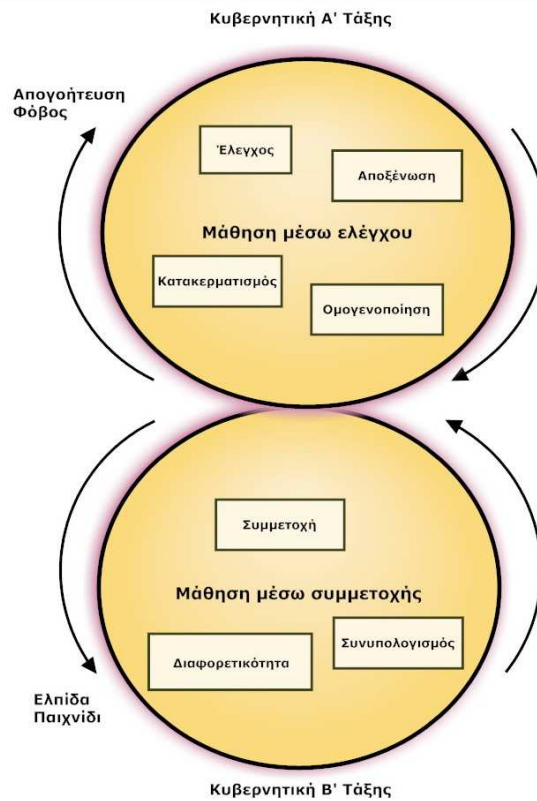 Κυβερνητική Α' Τάξης
Απογοήτευση
Φόβος
Έλεγχος
Αποξένωση
Μάθηση μέσω ελέγχου
Κατακερματισμός
Ομογενοποίηση
Συμμετοχή
Μάθηση μέσω συμμετοχής
Συνυπολογισμός
Διαφορετικότητα
Ελπίδα
Παιχνίδι
Κυβερνητική Β' Τάξης